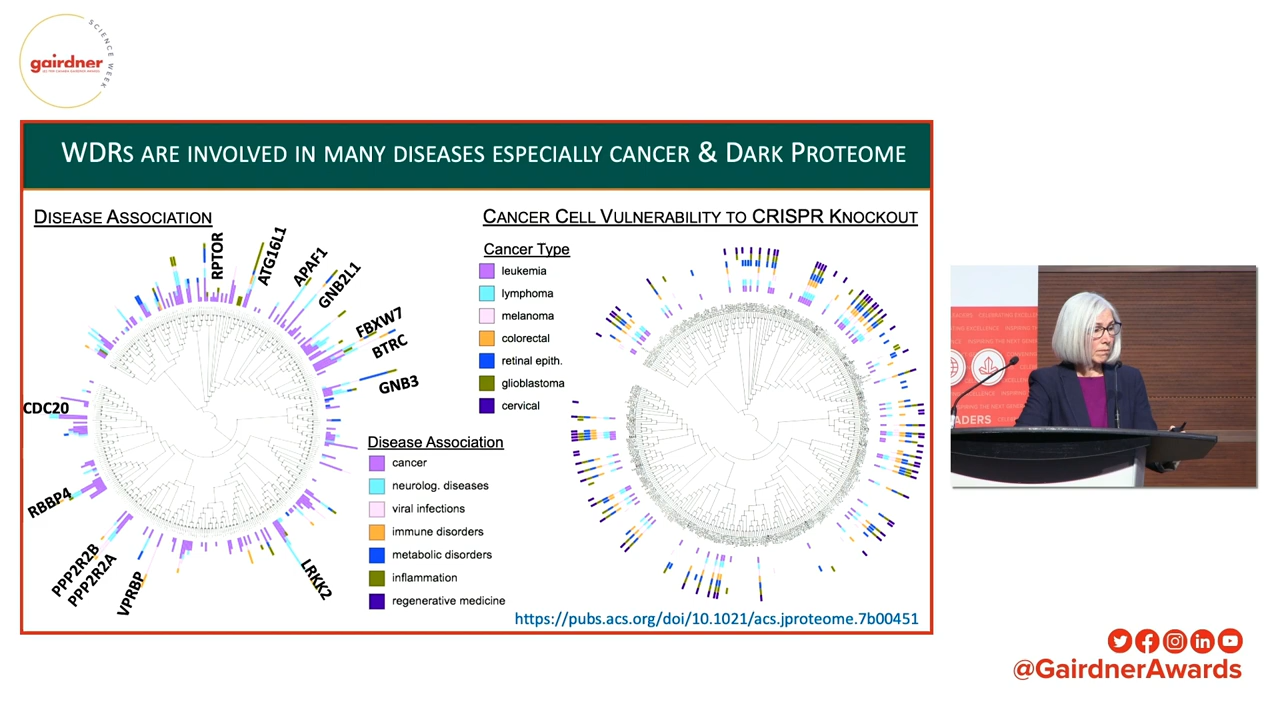 SCIENCE WEEK
gairdner
WDRs are involved in many diseases especially cancer & Dark Proteome
Disease Association
Cancer Cell Vulnerability to CRISPR Knockout
Cancer Type
leukemia
lymphoma
melanoma
colorectal
retinal epith.
glioblastoma
cervical
RPTOR
ATG16L1
APAF1
GNB2L1
FBXW7
BTRC
GNB3
CDC20
RBBP4
PPP2R2B
PPP2R2A
VPRBP
LRKK2
Disease Association
cancer
neurolog. diseases
viral infections
immune disorders
metabolic disorders
inflammation
regenerative medicine
https://pubs.acs.org/doi/10.1021/acs.jproteome.7b00451
@GairdnerAwards